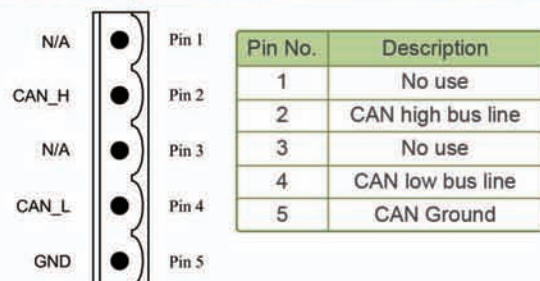 N/A Pin 1
CAN_H Pin 2
N/A Pin 3
CAN_L Pin 4
GND Pin 5
Pin No. Description
1 No use
2 CAN high bus line
3 No use
4 CAN low bus line
5 CAN Ground